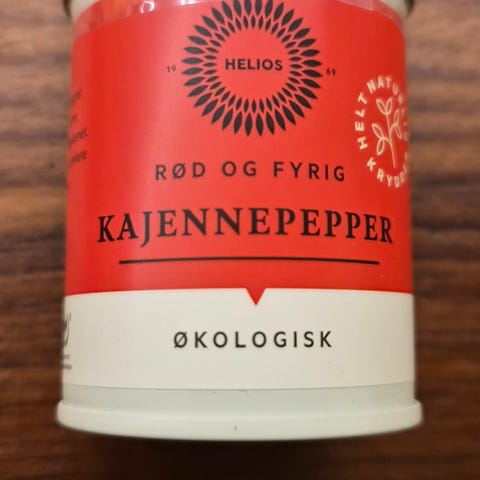 19 HELIOS 69
RØD OG FYRIG
KAJENNEPEPPER
ØKOLOGISK
HELT NATURLIG
KRYDDER